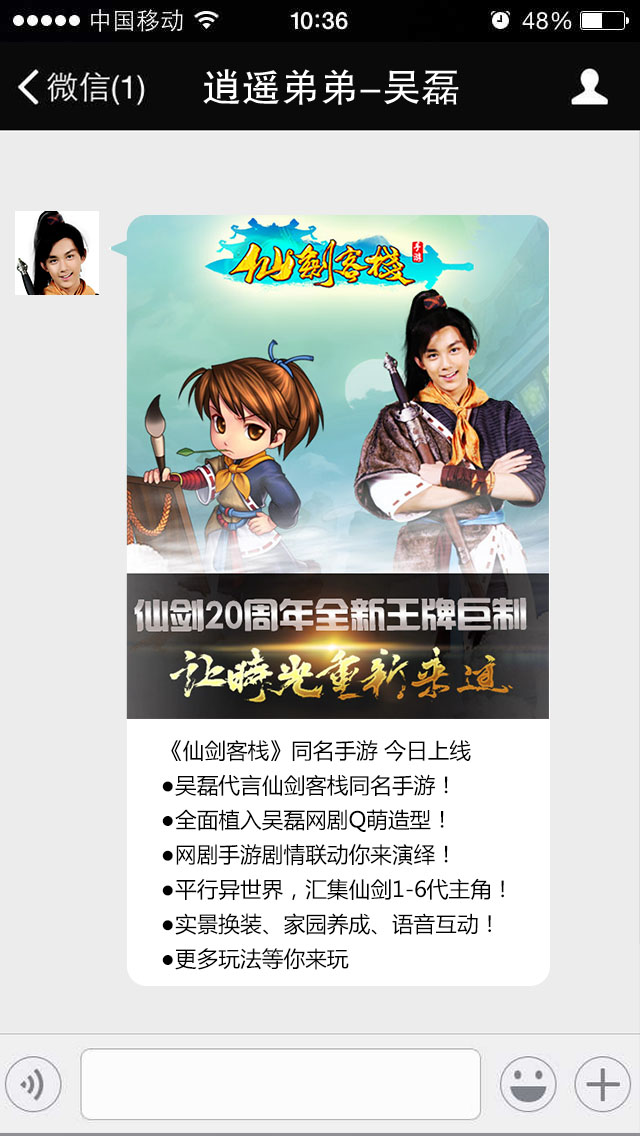 中国移动 10:36 48%
微信(1) 逍遥弟弟-吴磊
仙剑客栈 手游
仙剑20周年全新王牌巨制
让時光重新来过
《仙剑客栈》同名手游 今日上线
●吴磊代言仙剑客栈同名手游！
●全面植入吴磊网剧Q萌造型！
●网剧手游剧情联动你来演绎！
●平行异世界，汇集仙剑1-6代主角！
●实景换装、家园养成、语音互动！
●更多玩法等你来玩